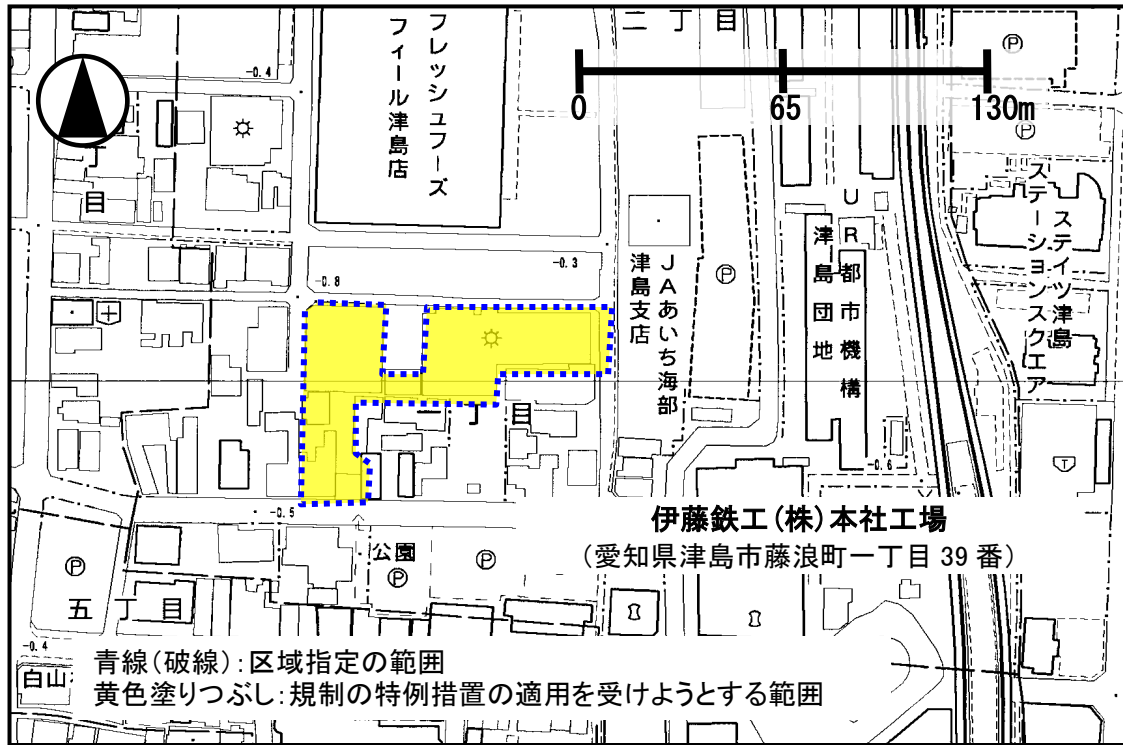 二丁目
フレッシュフーズ
フィール津島店
-0.4
Ⓟ
0
65
130m
Ⓟ
丁目
-0.8
-0.3
JAあいち海部
津島支店
Ⓟ
UR都市機構
津島団地
ステイツ津島
ステーションスクエア
丁目
-0.6
-0.5
伊藤鉄工(株)本社工場
(愛知県津島市藤浪町一丁目39番)
公園
Ⓟ
Ⓟ
Ⓟ
五丁目
-0.4
白山
青線(破線):区域指定の範囲
黄色塗りつぶし:規制の特例措置の適用を受けようとする範囲